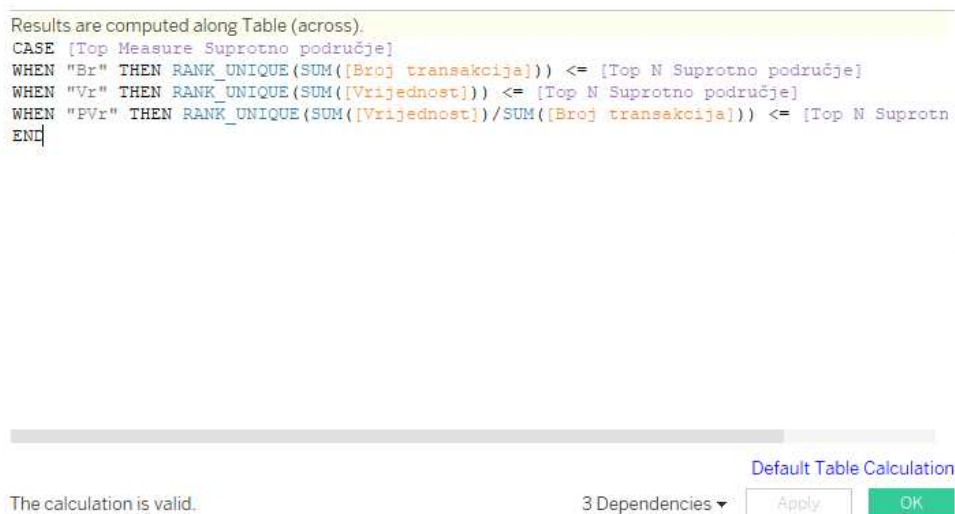 Results are computed along Table (across).
CASE [Top Measure Suprotno područje]
WHEN "Br" THEN RANK_UNIQUE(SUM([Broj transakcija])) <= [Top N Suprotno područje]
WHEN "Vr" THEN RANK_UNIQUE(SUM([Vrijednost])) <= [Top N Suprotno područje]
WHEN "PVr" THEN RANK_UNIQUE(SUM([Vrijednost])/SUM([Broj transakcija])) <= [Top N Suprotn
END
Default Table Calculation
The calculation is valid. 3 Dependencies ▾ Apply OK